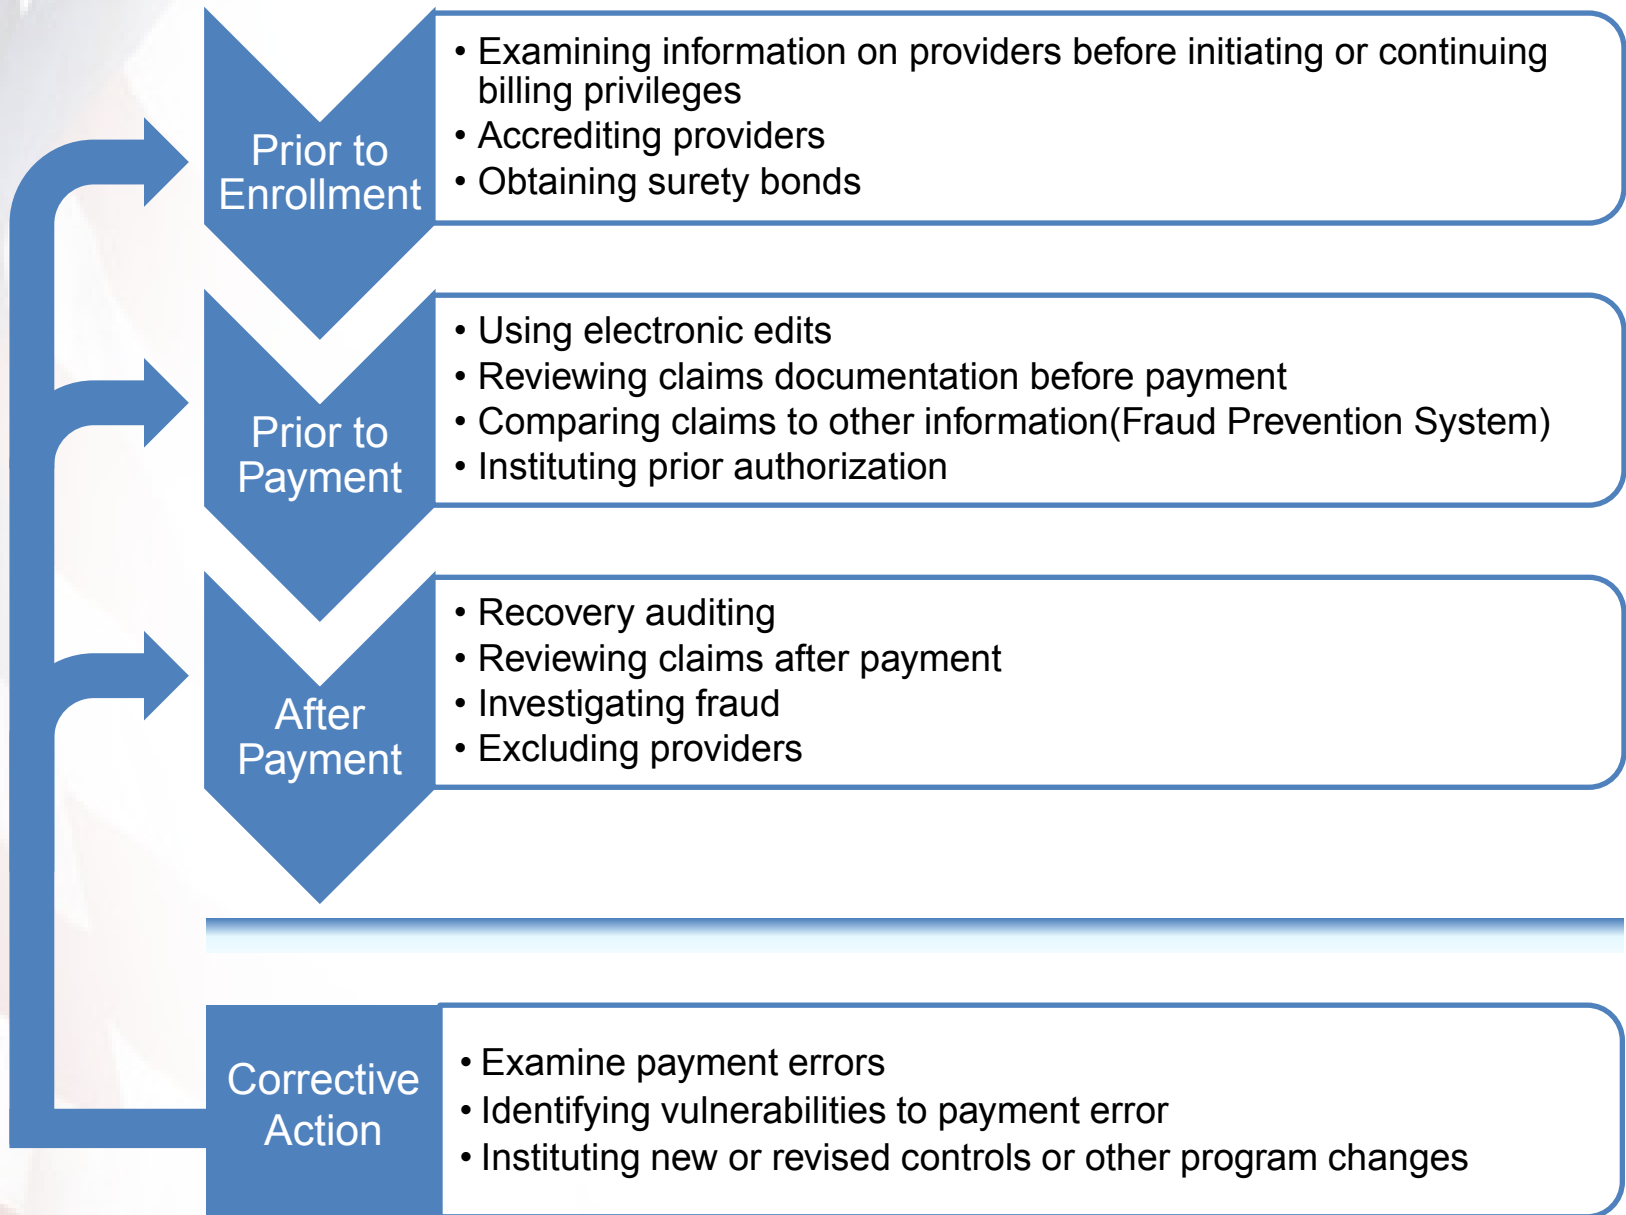 Prior to
Enrollment
• Examining information on providers before initiating or continuing
billing privileges
• Accrediting providers
• Obtaining surety bonds
Prior to
Payment
• Using electronic edits
• Reviewing claims documentation before payment
• Comparing claims to other information(Fraud Prevention System)
• Instituting prior authorization
After
Payment
• Recovery auditing
• Reviewing claims after payment
• Investigating fraud
• Excluding providers
Corrective
Action
• Examine payment errors
• Identifying vulnerabilities to payment error
• Instituting new or revised controls or other program changes